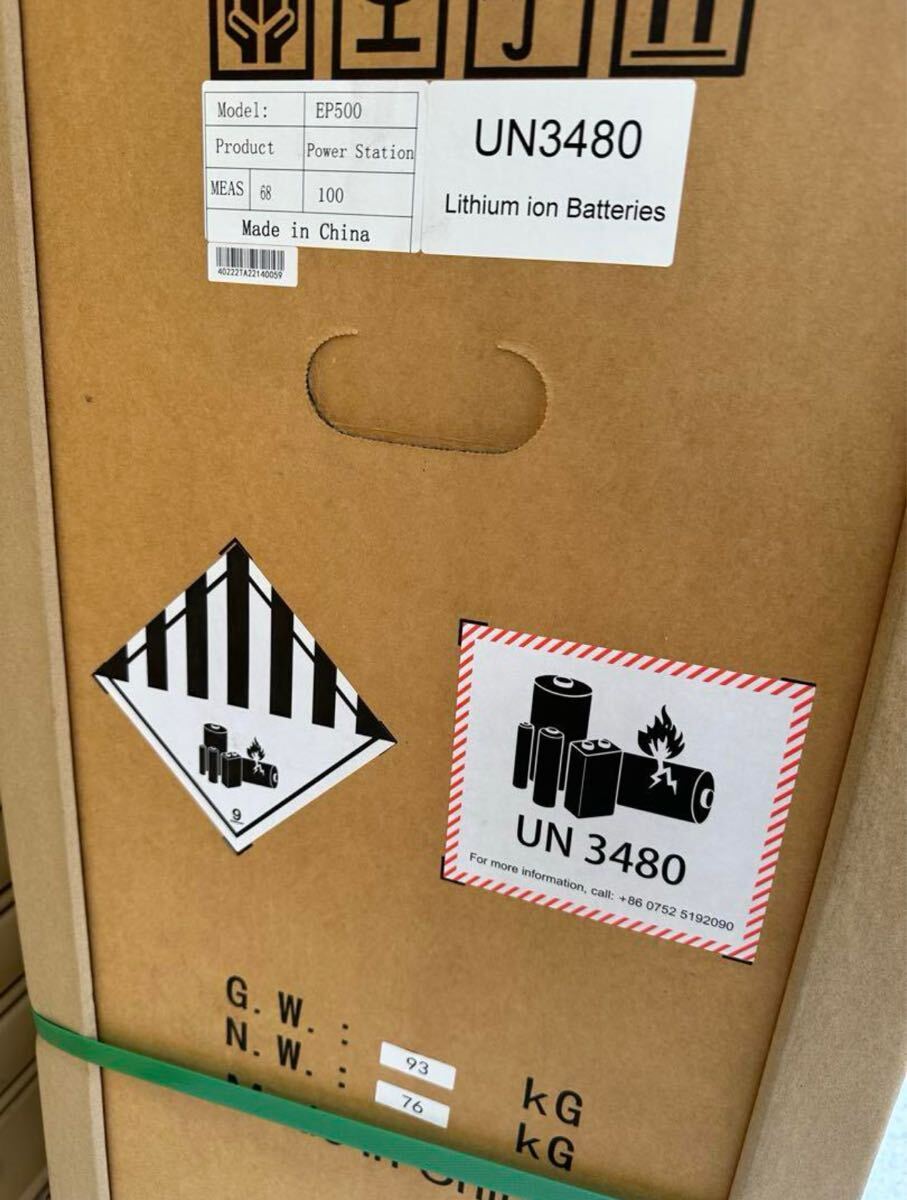 Model: EP500
Product Power Station
MEAS 68 100
Made in China
402221A22140059
UN3480
Lithium ion Batteries
9
UN 3480
For more information, call: +86 0752 5192090
G. W. : 93 kG
N. W. : 76 kG